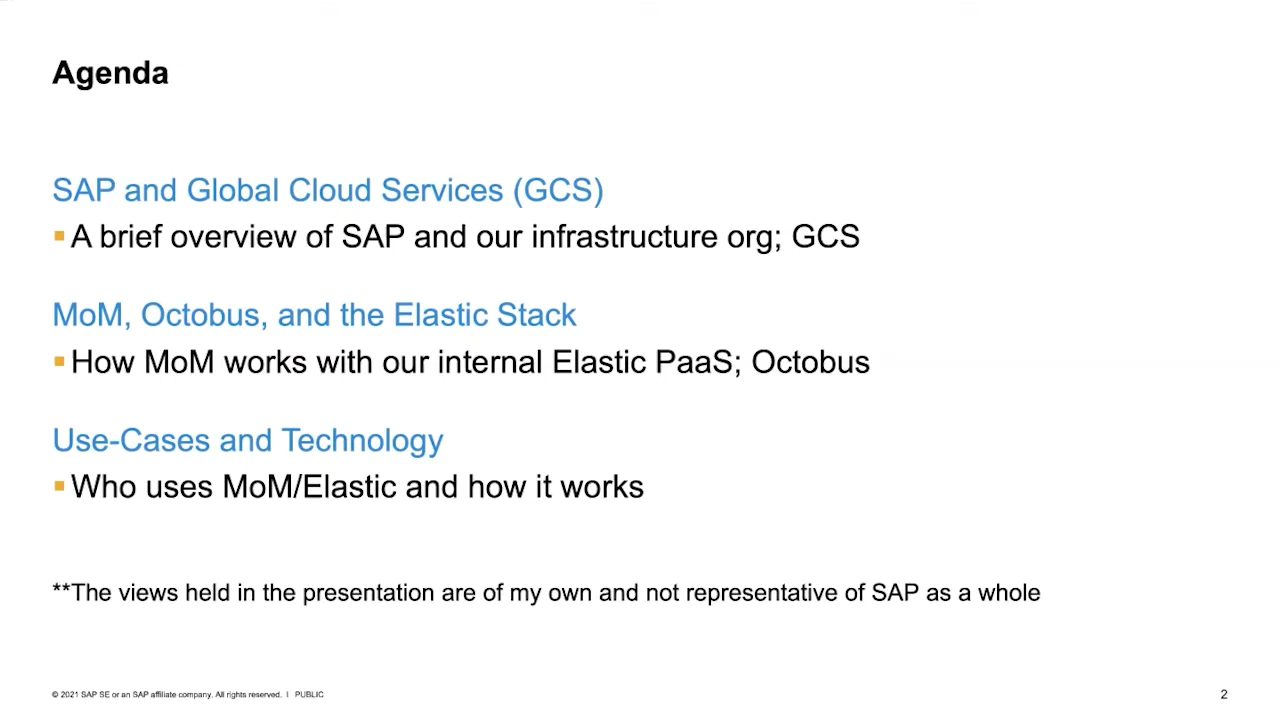 Agenda
SAP and Global Cloud Services (GCS)
▪ A brief overview of SAP and our infrastructure org; GCS
MoM, Octobus, and the Elastic Stack
▪ How MoM works with our internal Elastic PaaS; Octobus
Use-Cases and Technology
▪ Who uses MoM/Elastic and how it works
**The views held in the presentation are of my own and not representative of SAP as a whole
© 2021 SAP SE or an SAP affiliate company. All rights reserved. I PUBLIC
2